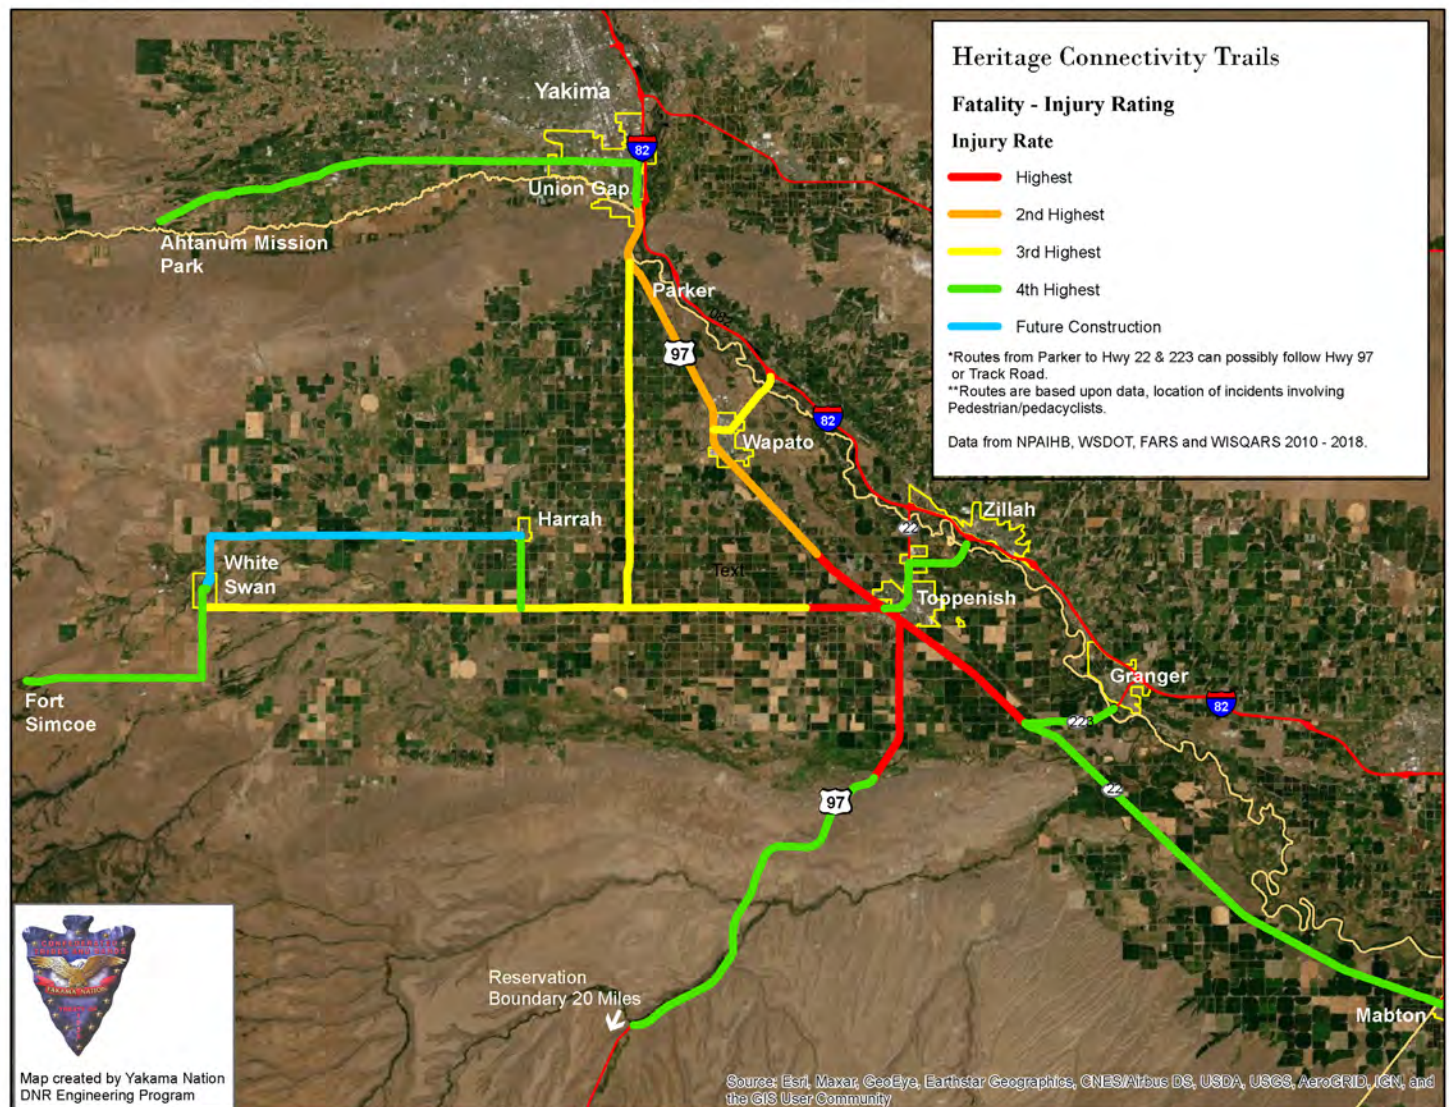 Heritage Connectivity Trails
Fatality - Injury Rating
Injury Rate
Highest
2nd Highest
3rd Highest
4th Highest
Future Construction
*Routes from Parker to Hwy 22 & 223 can possibly follow Hwy 97
or Track Road.
**Routes are based upon data, location of incidents involving
Pedestrian/pedacyclists.
Data from NPAIHB, WSDOT, FARS and WISQARS 2010 - 2018.
Yakima
82
Union Gap
Ahtanum Mission
Park
Parker
082
97
82
Wapato
Harrah
Zillah
22
White
Swan
Text
Toppenish
Granger
Fort
Simcoe
82
223
22
97
Reservation
Boundary 20 Miles
Mabton
YAKAMA NATION
Map created by Yakama Nation
DNR Engineering Program
Source: Esri, Maxar, GeoEye, Earthstar Geographics, CNES/Airbus DS, USDA, USGS, AeroGRID, IGN, and
the GIS User Community